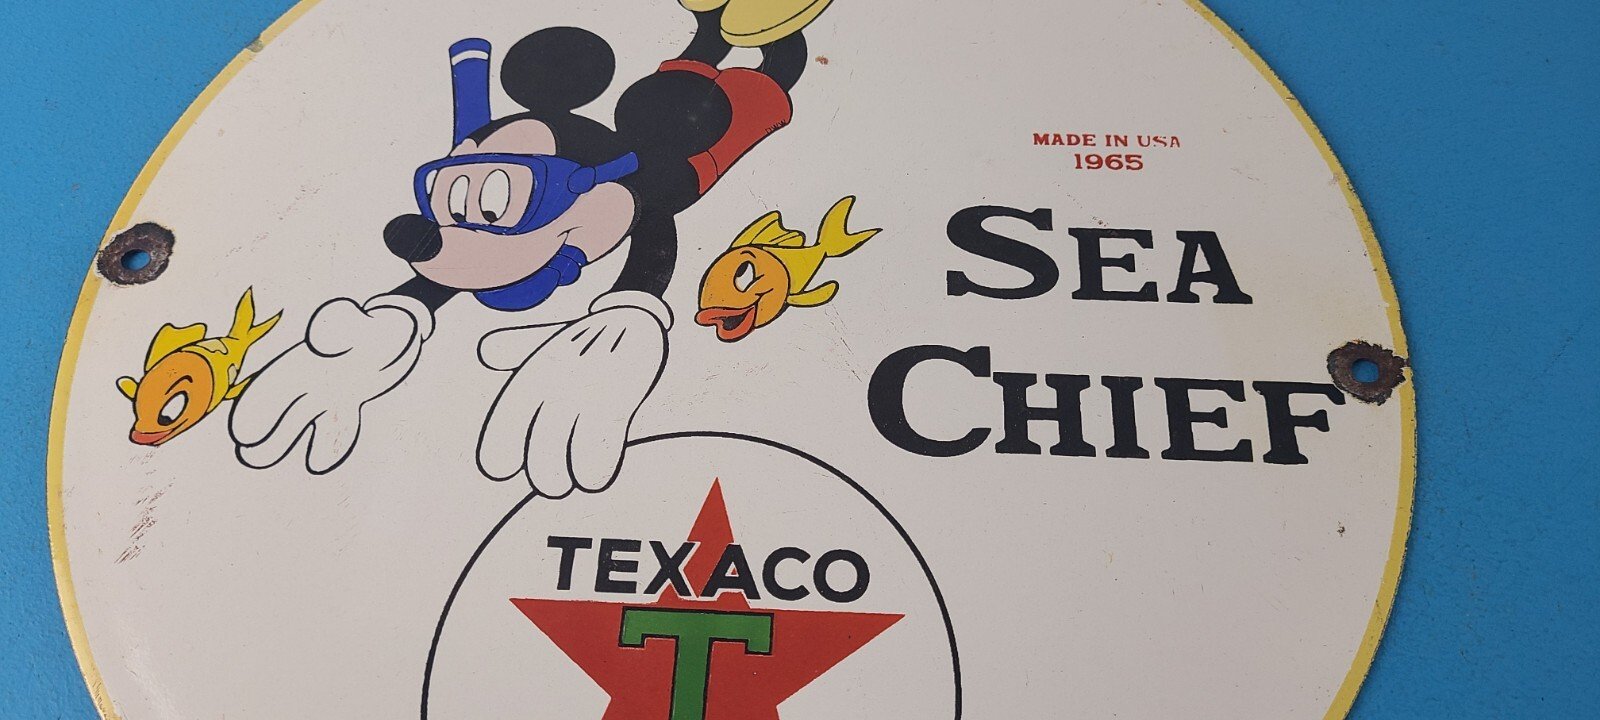 MADE IN USA
1965
SEA
CHIEF
TEXACO
T